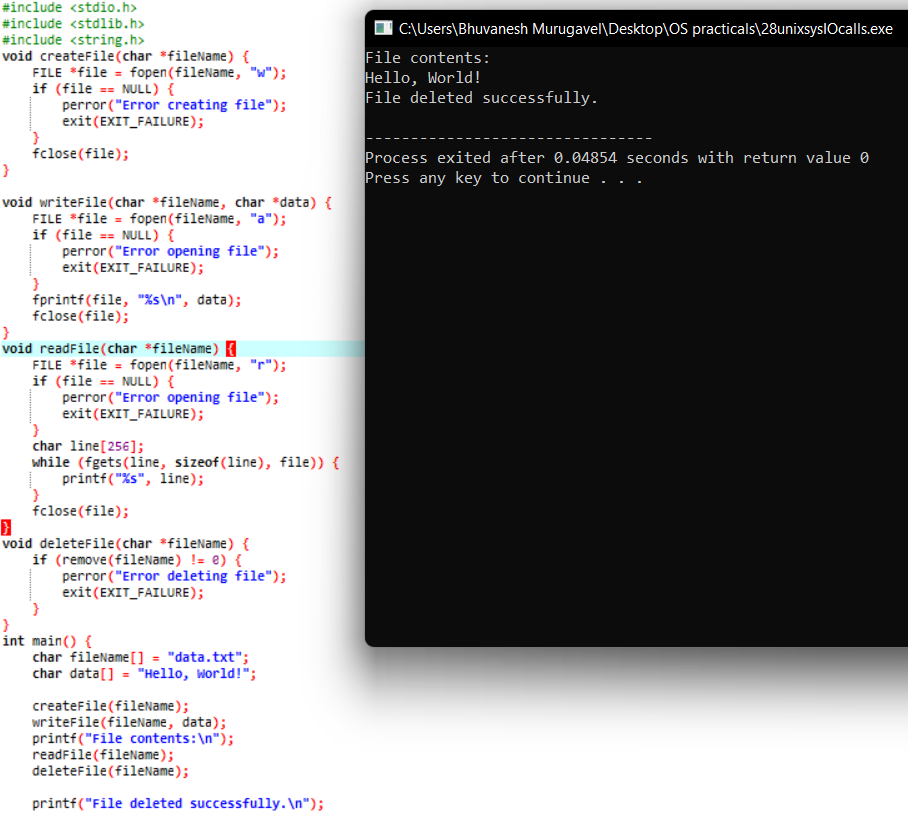 #include <stdio.h>
#include <stdlib.h>
#include <string.h>
void createFile(char *fileName) {
    FILE *file = fopen(fileName, "w");
    if (file == NULL) {
        perror("Error creating file");
        exit(EXIT_FAILURE);
    }
    fclose(file);
}

void writeFile(char *fileName, char *data) {
    FILE *file = fopen(fileName, "a");
    if (file == NULL) {
        perror("Error opening file");
        exit(EXIT_FAILURE);
    }
    fprintf(file, "%s\n", data);
    fclose(file);
}
void readFile(char *fileName) {
    FILE *file = fopen(fileName, "r");
    if (file == NULL) {
        perror("Error opening file");
        exit(EXIT_FAILURE);
    }
    char line[256];
    while (fgets(line, sizeof(line), file)) {
        printf("%s", line);
    }
    fclose(file);
}
void deleteFile(char *fileName) {
    if (remove(fileName) != 0) {
        perror("Error deleting file");
        exit(EXIT_FAILURE);
    }
}
int main() {
    char fileName[] = "data.txt";
    char data[] = "Hello, World!";

    createFile(fileName);
    writeFile(fileName, data);
    printf("File contents:\n");
    readFile(fileName);
    deleteFile(fileName);

    printf("File deleted successfully.\n");
C:\Users\Bhuvanesh Murugavel\Desktop\OS practicals\28unixsysIOcalls.exe
File contents:
Hello, World!
File deleted successfully.

--------------------------------
Process exited after 0.04854 seconds with return value 0
Press any key to continue . . .